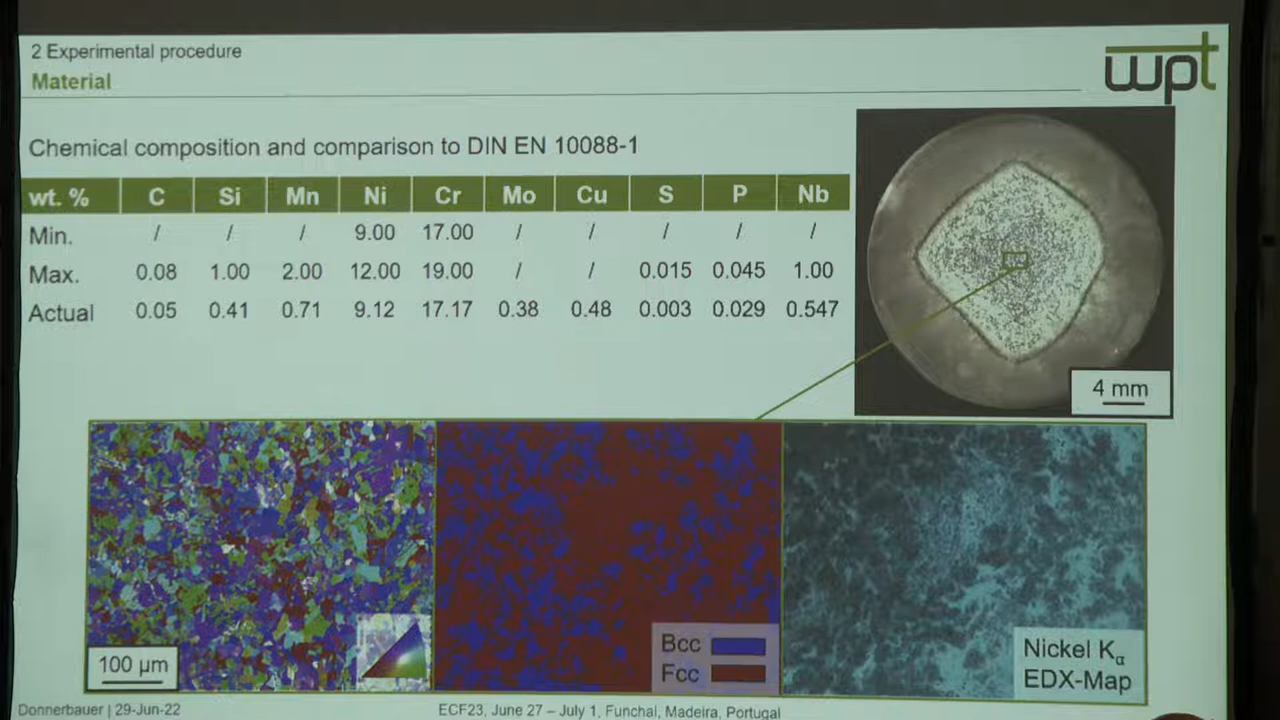 2 Experimental procedure
Material
wpt
Chemical composition and comparison to DIN EN 10088-1
wt. % C Si Mn Ni Cr Mo Cu S P Nb
Min. / / / 9.00 17.00 / / / / /
Max. 0.08 1.00 2.00 12.00 19.00 / / 0.015 0.045 1.00
Actual 0.05 0.41 0.71 9.12 17.17 0.38 0.48 0.003 0.029 0.547
4 mm
100 µm
Bcc
Fcc
Nickel Kα
EDX-Map
Donnerbauer | 29-Jun-22
ECF23, June 27 – July 1, Funchal, Madeira, Portugal